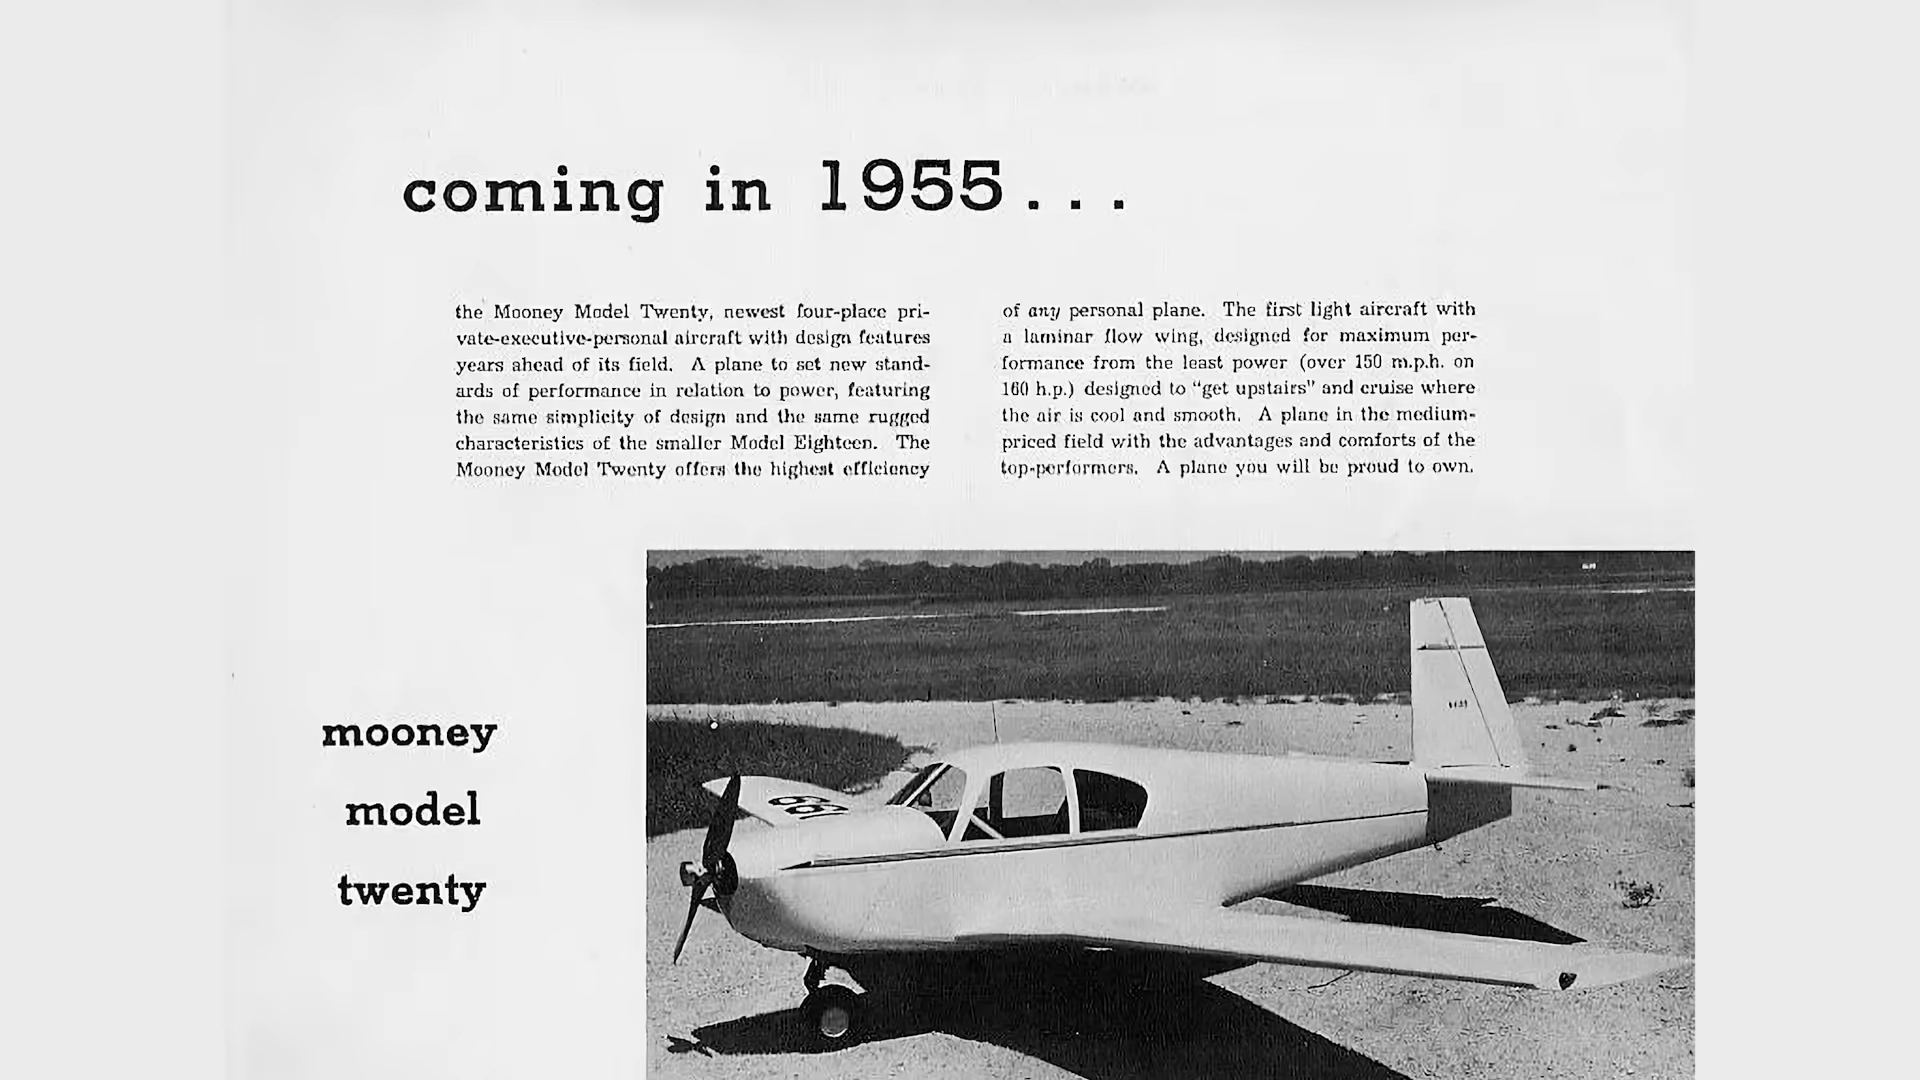 coming in 1955...
the Mooney Model Twenty, newest four-place pri-
vate-executive-personal aircraft with design features
years ahead of its field. A plane to set new stand-
ards of performance in relation to power, featuring
the same simplicity of design and the same rugged
characteristics of the smaller Model Eighteen. The
Mooney Model Twenty offers the highest efficiency
of any personal plane. The first light aircraft with
a laminar flow wing, designed for maximum per-
formance from the least power (over 150 m.p.h. on
160 h.p.) designed to "get upstairs" and cruise where
the air is cool and smooth. A plane in the medium-
priced field with the advantages and comforts of the
top-performers. A plane you will be proud to own.
mooney
model
twenty